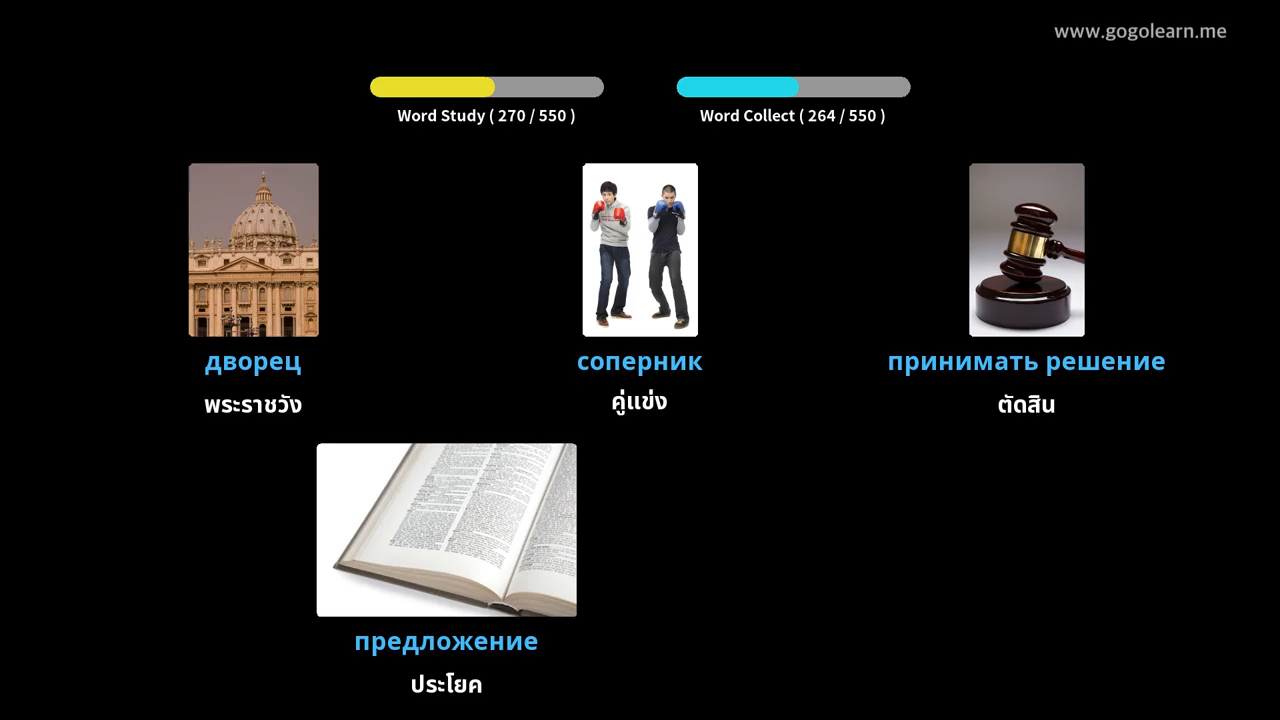 www.gogolearn.me
Word Study ( 270 / 550 )
Word Collect ( 264 / 550 )
дворец
соперник
принимать решение
พระราชวัง
คู่แข่ง
ตัดสิน
предложение
ประโยค